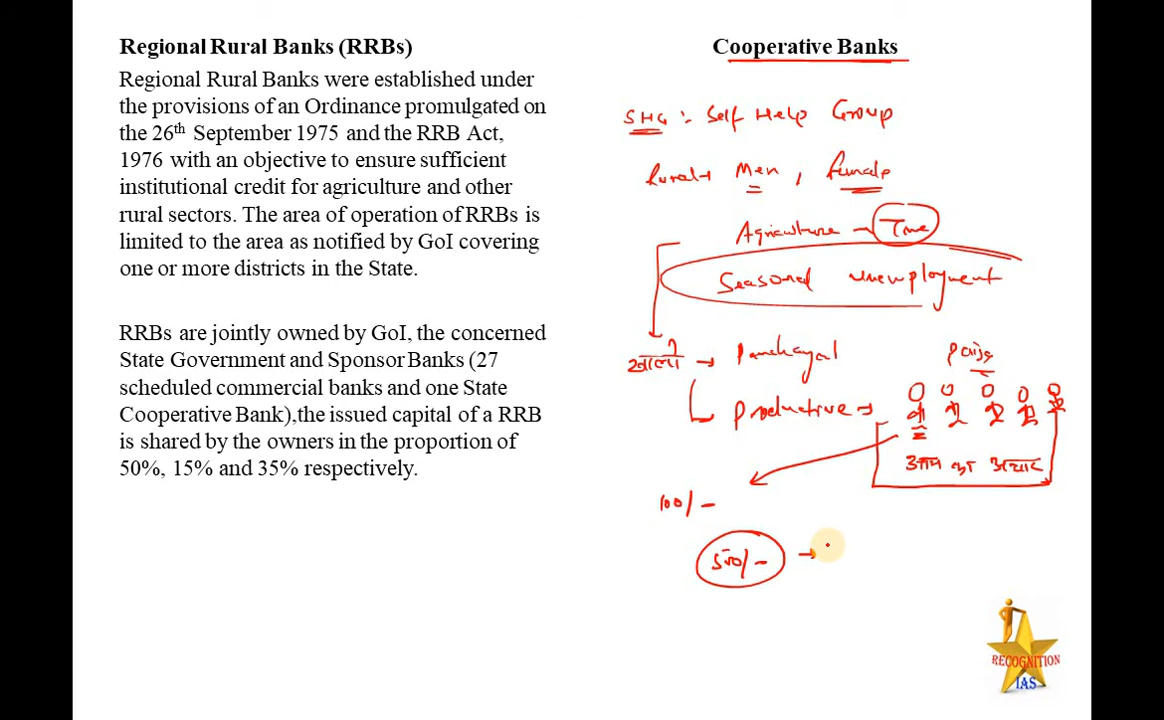 Regional Rural Banks (RRBs)
Regional Rural Banks were established under
the provisions of an Ordinance promulgated on
the 26th September 1975 and the RRB Act,
1976 with an objective to ensure sufficient
institutional credit for agriculture and other
rural sectors. The area of operation of RRBs is
limited to the area as notified by GoI covering
one or more districts in the State.
RRBs are jointly owned by GoI, the concerned
State Government and Sponsor Banks (27
scheduled commercial banks and one State
Cooperative Bank),the issued capital of a RRB
is shared by the owners in the proportion of
50%, 15% and 35% respectively.
Cooperative Banks
SHG : Self Help Group
Rural → Men , Female
Agriculture → Time
Seasonal unemployment
→ Panchayat
Productive →
आम का अचार
100/-
500/- →
RECOGNITION
IAS